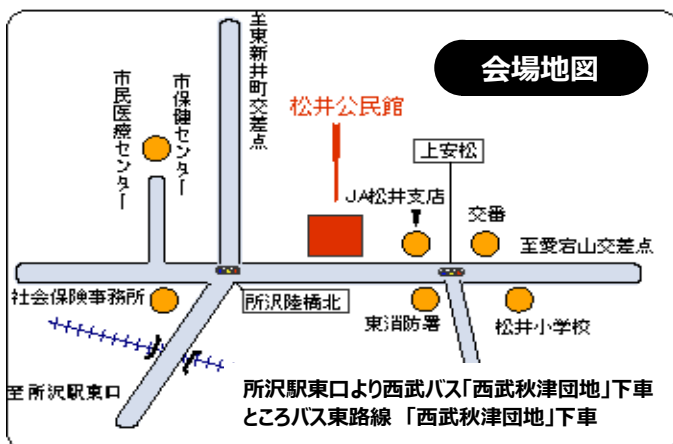 会場地図
至東新井町交差点
市保健センター
市民医療センター
松井公民館
上安松
JA松井支店
交番
至愛宕山交差点
社会保険事務所
所沢陸橋北
東消防署
松井小学校
至所沢駅東口
所沢駅東口より西武バス「西武秋津団地」下車
ところバス東路線 「西武秋津団地」下車